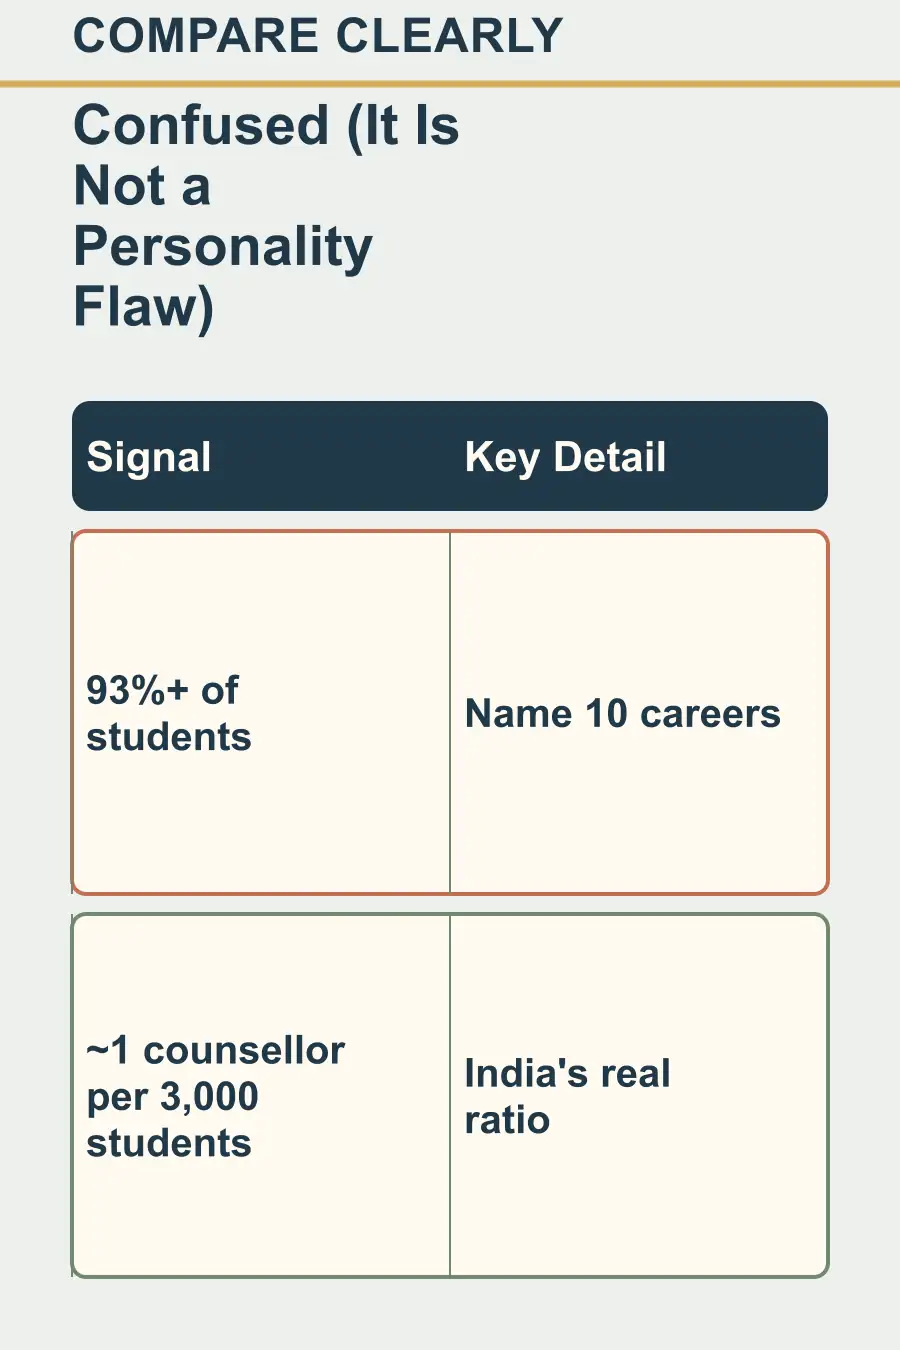 COMPARE CLEARLY
Confused (It Is
Not a
Personality
Flaw)
Signal
Key Detail
93%+ of
students
Name 10 careers
~1 counsellor
per 3,000
students
India's real
ratio